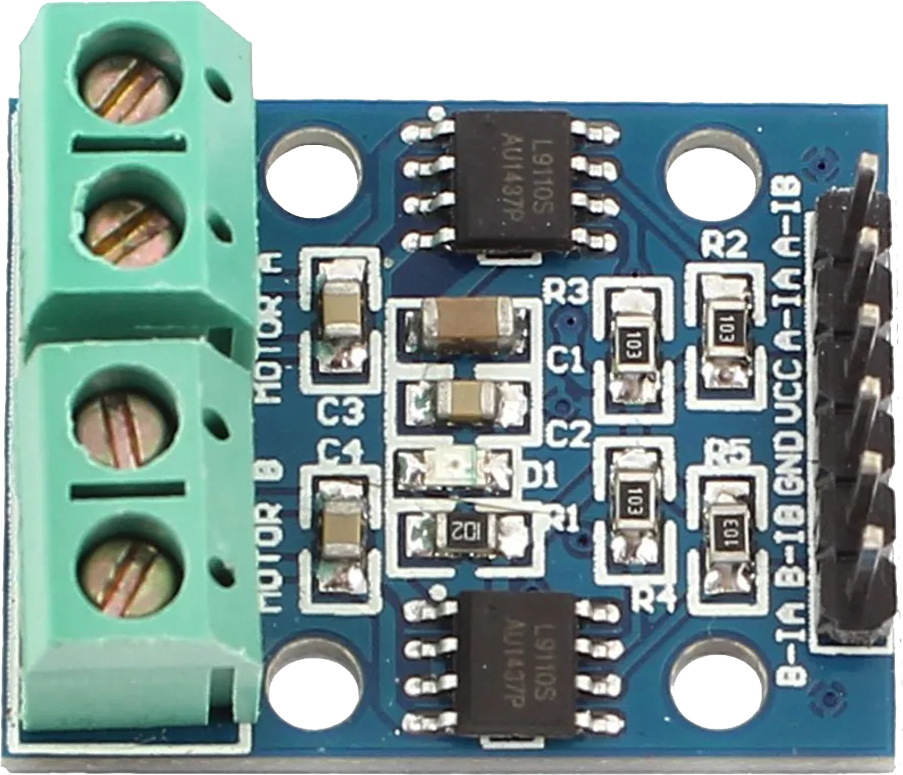 L9110S
AU1437P
MOTOR A
MOTOR B
C3
C4
R3
C1
C2
D1
R1
102
R2
103
103
R5
103
103
R4
A-IB
A-IA
VCC
GND
B-IB
B-IA
L9110S
AU1437P